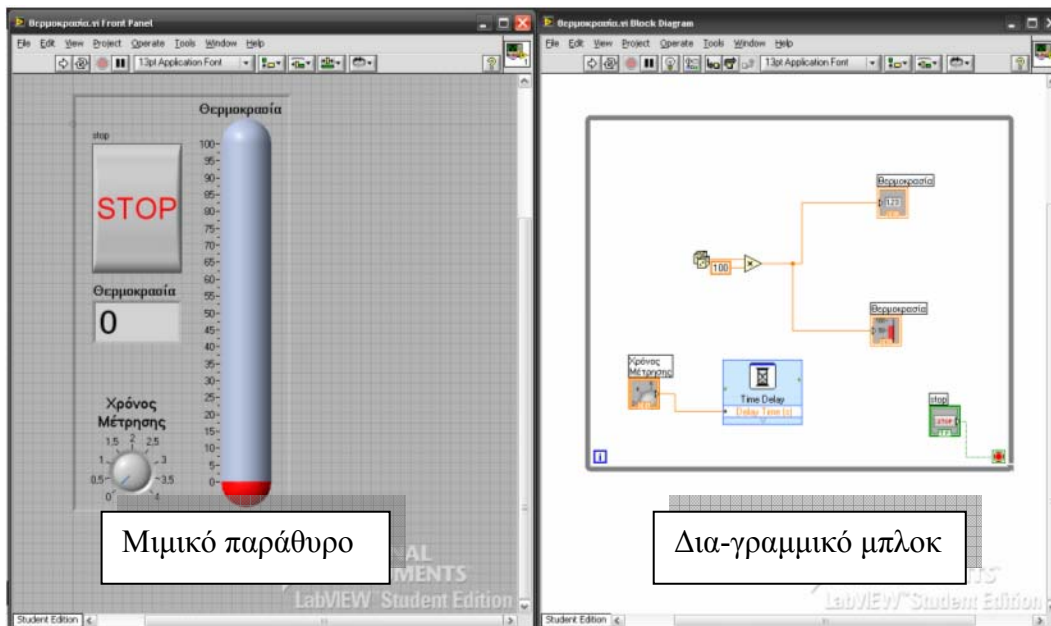 Θερμοκρασία.vi Front Panel
File Edit View Project Operate Tools Window Help
13pt Application Font
1
Θερμοκρασία
stop
STOP
100
95
90
85
80
75
70
65
60
55
50
45
40
35
30
25
20
15
10
5
0
Θερμοκρασία
0
Χρόνος
Μέτρησης
0 0,5 1 1,5 2 2,5 3 3,5 4
Μιμικό παράθυρο
LabVIEW Student Edition
Student Edition
Θερμοκρασία.vi Block Diagram
File Edit View Project Operate Tools Window Help
13pt Application Font
Θερμοκρασία
123
100
Θερμοκρασία
Χρόνος
Μέτρησης
Time Delay
Delay Time (s)
stop
STOP
i
Δια-γραμμικό μπλοκ
LabVIEW Student Edition
Student Edition